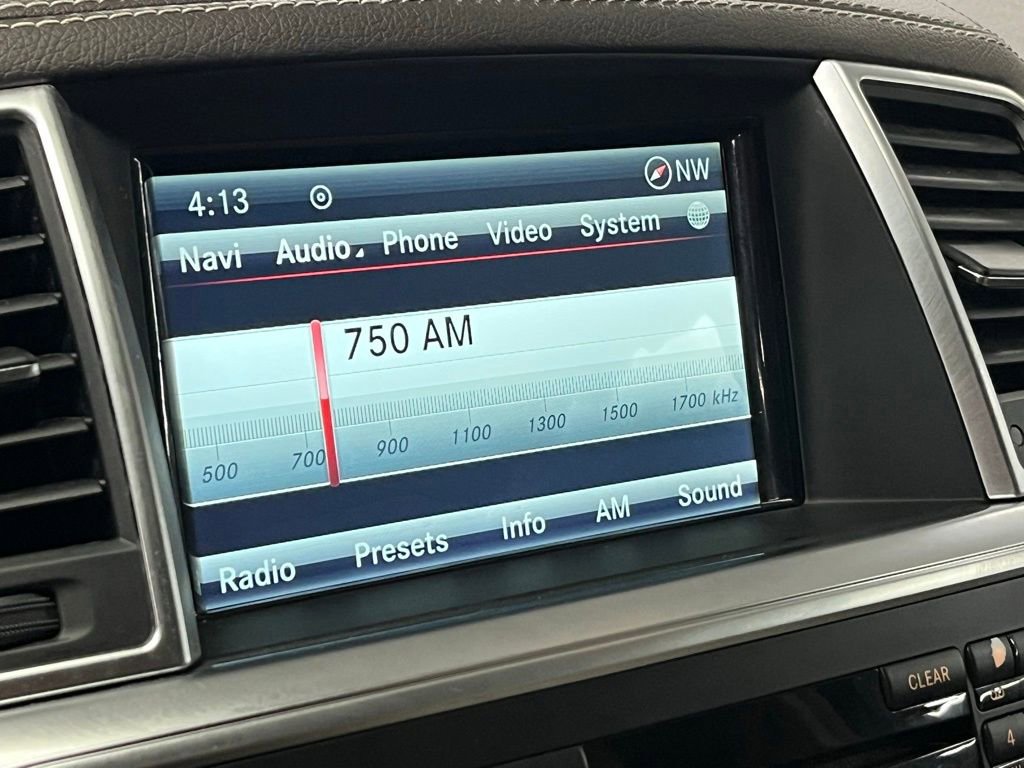 4:13 NW
Navi Audio Phone Video System
750 AM
500 700 900 1100 1300 1500 1700 kHz
Radio Presets Info AM Sound
CLEAR
4